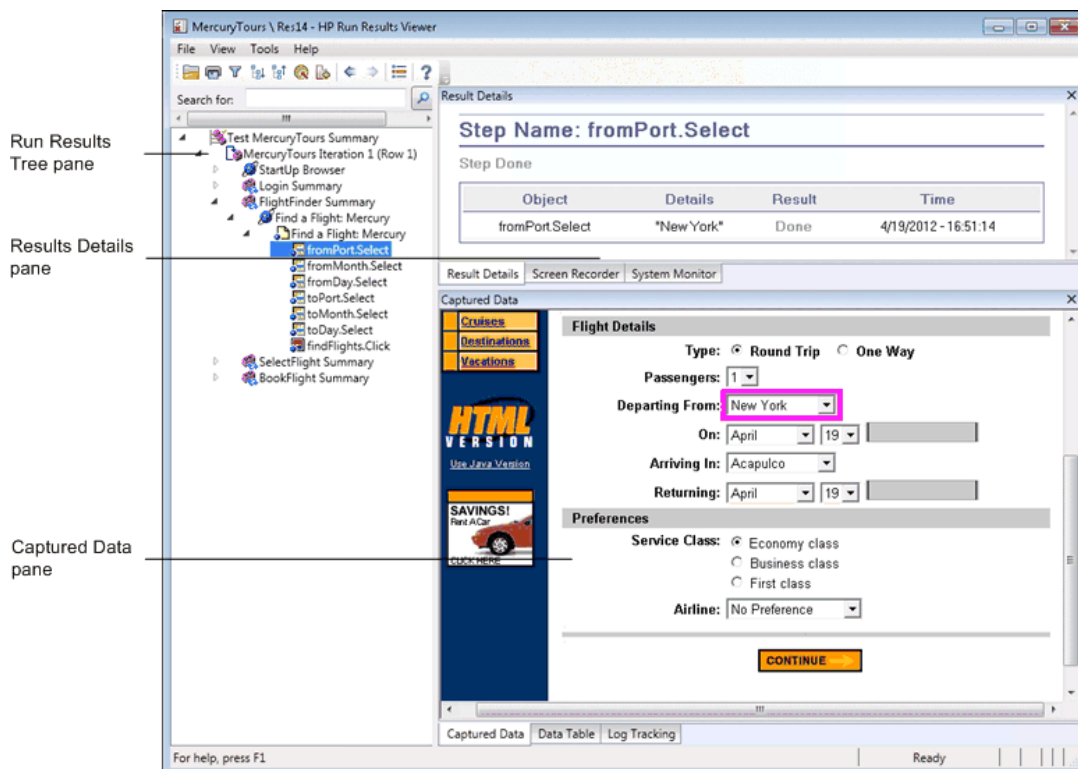 MercuryTours \ Res14 - HP Run Results Viewer
File View Tools Help
Search for:
Run Results
Tree pane
Results Details
pane
Captured Data
pane
Test MercuryTours Summary
MercuryTours Iteration 1 (Row 1)
StartUp Browser
Login Summary
FlightFinder Summary
Find a Flight: Mercury
Find a Flight: Mercury
fromPort.Select
fromMonth.Select
fromDay.Select
toPort.Select
toMonth.Select
toDay.Select
findFlights.Click
SelectFlight Summary
BookFlight Summary
Result Details
Step Name: fromPort.Select
Step Done
Object Details Result Time
fromPort.Select "New York" Done 4/19/2012 - 16:51:14
Result Details Screen Recorder System Monitor
Captured Data
Cruises
Destinations
Vacations
HTML
VERSION
Use Java Version
SAVINGS!
Rent A Car
CLICK HERE
Flight Details
Type: Round Trip One Way
Passengers: 1
Departing From: New York
On: April 19
Arriving In: Acapulco
Returning: April 19
Preferences
Service Class: Economy class
Business class
First class
Airline: No Preference
CONTINUE
Captured Data Data Table Log Tracking
For help, press F1 Ready